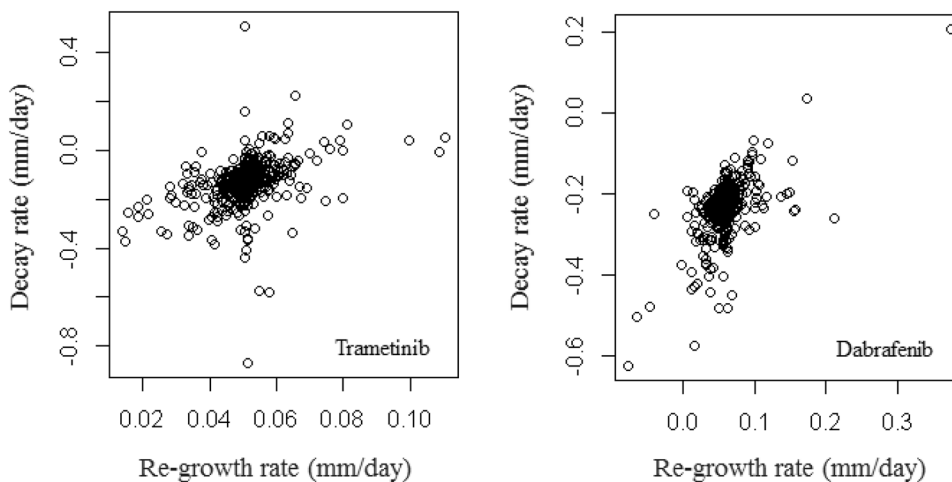 Decay rate (mm/day)
0.4
0.0
-0.4
-0.8
Trametinib
0.02 0.04 0.06 0.08 0.10
Re-growth rate (mm/day)
Decay rate (mm/day)
0.2
0.0
-0.2
-0.4
-0.6
Dabrafenib
0.0 0.1 0.2 0.3
Re-growth rate (mm/day)